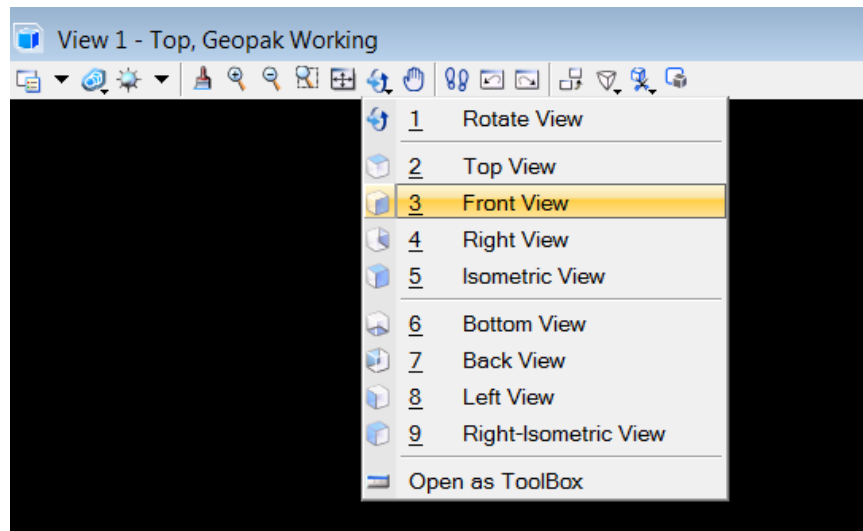 View 1 - Top, Geopak Working
1 Rotate View
2 Top View
3 Front View
4 Right View
5 Isometric View
6 Bottom View
7 Back View
8 Left View
9 Right-Isometric View
Open as ToolBox